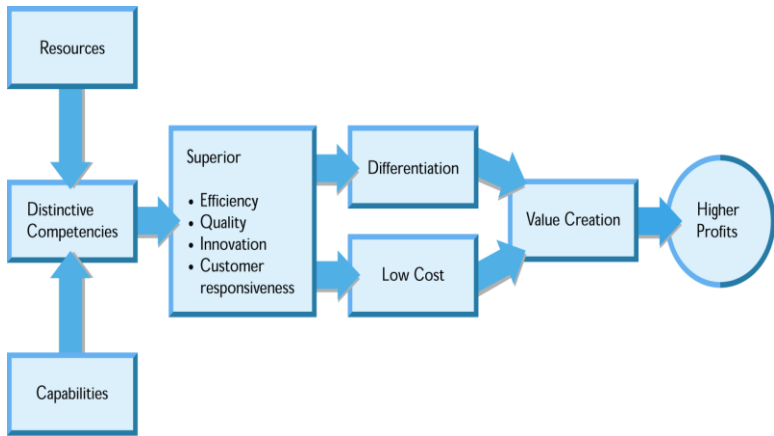 Resources
Distinctive
Competencies
Capabilities
Superior
• Efficiency
• Quality
• Innovation
• Customer
responsiveness
Differentiation
Low Cost
Value Creation
Higher
Profits